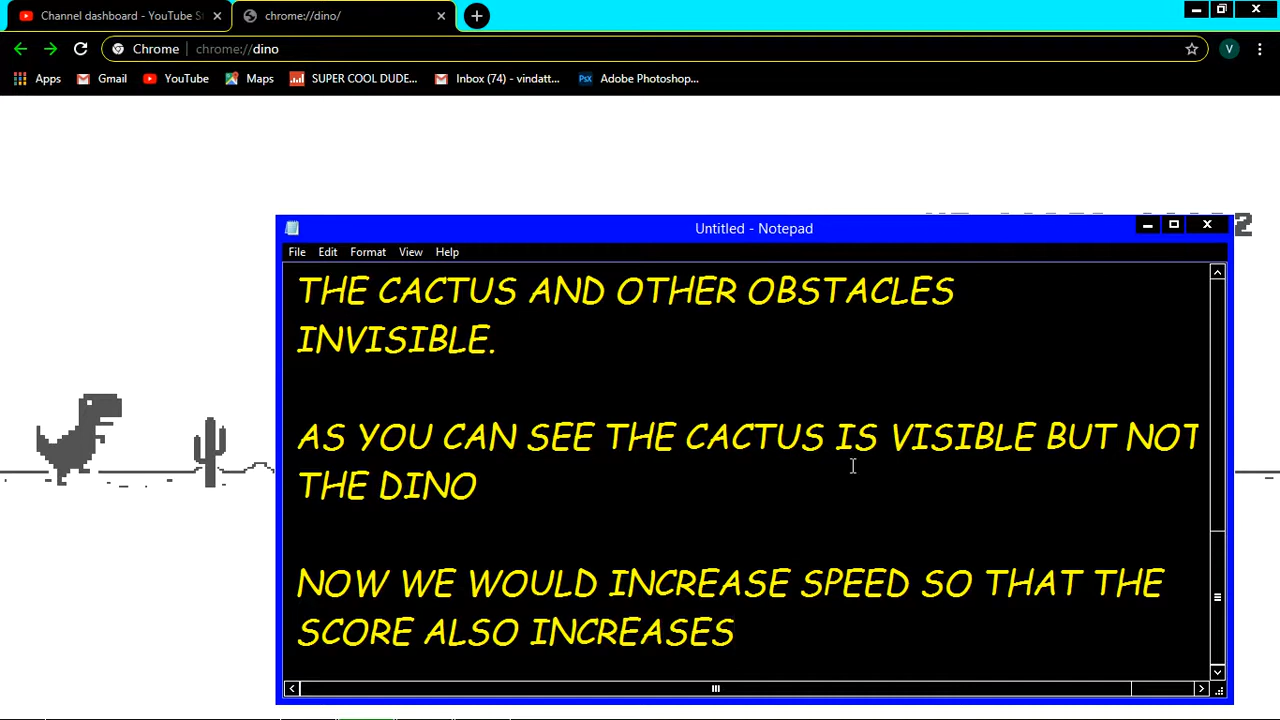 Channel dashboard - YouTube S
chrome://dino/
Chrome chrome://dino
V
Apps Gmail YouTube Maps SUPER COOL DUDE... Inbox (74) - vindatt... PSX Adobe Photoshop...
2
Untitled - Notepad
File Edit Format View Help
THE CACTUS AND OTHER OBSTACLES
INVISIBLE.
AS YOU CAN SEE THE CACTUS IS VISIBLE BUT NOT
THE DINO
NOW WE WOULD INCREASE SPEED SO THAT THE
SCORE ALSO INCREASES